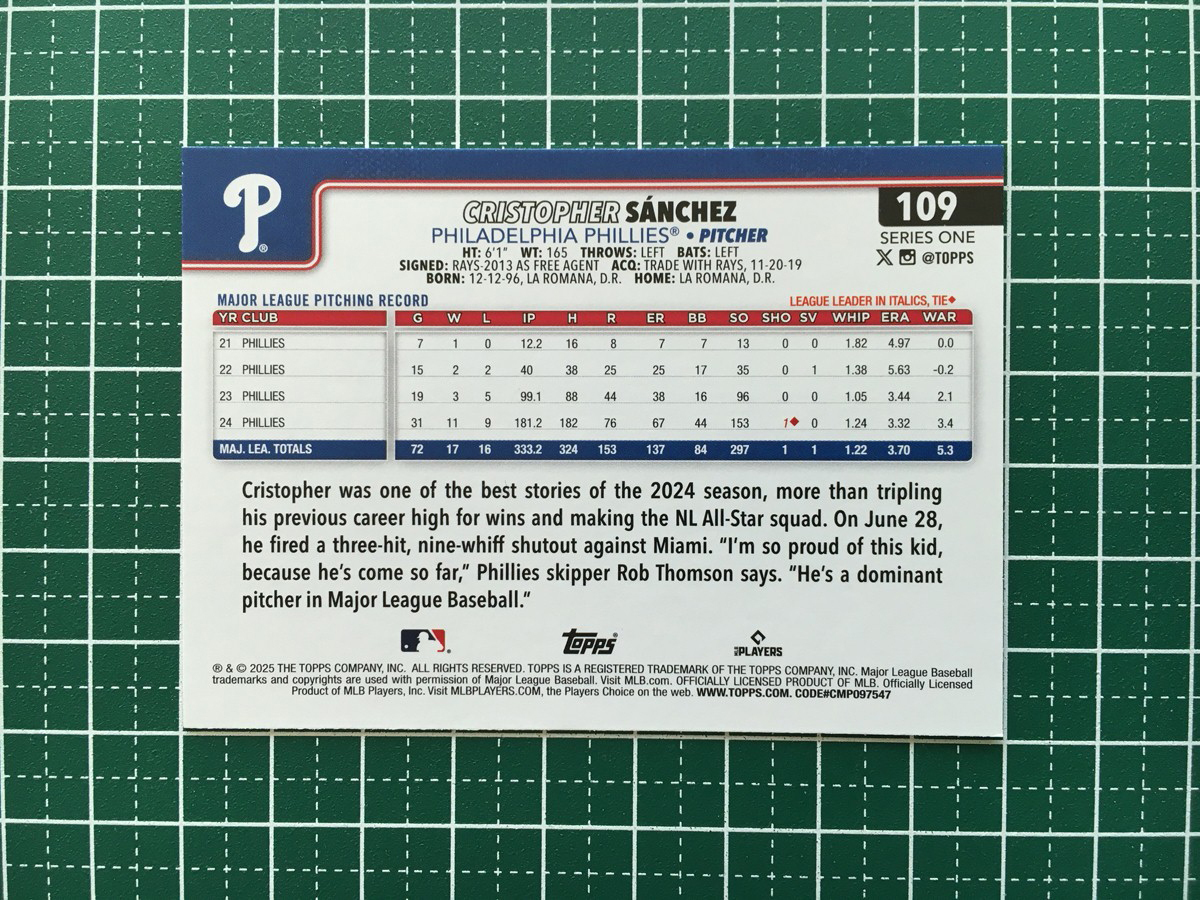 P®
CRISTOPHER SÁNCHEZ
PHILADELPHIA PHILLIES® • PITCHER
HT: 6'1" WT: 165 THROWS: LEFT BATS: LEFT
SIGNED: RAYS-2013 AS FREE AGENT ACQ: TRADE WITH RAYS, 11-20-19
BORN: 12-12-96, LA ROMANA, D.R. HOME: LA ROMANA, D.R.
109
SERIES ONE
X @TOPPS
MAJOR LEAGUE PITCHING RECORD LEAGUE LEADER IN ITALICS, TIE♦
YR CLUB G W L IP H R ER BB SO SHO SV WHIP ERA WAR
21 PHILLIES 7 1 0 12.2 16 8 7 7 13 0 0 1.82 4.97 0.0
22 PHILLIES 15 2 2 40 38 25 25 17 35 0 1 1.38 5.63 -0.2
23 PHILLIES 19 3 5 99.1 88 44 38 16 96 0 0 1.05 3.44 2.1
24 PHILLIES 31 11 9 181.2 182 76 67 44 153 1♦ 0 1.24 3.32 3.4
MAJ. LEA. TOTALS 72 17 16 333.2 324 153 137 84 297 1 1 1.22 3.70 5.3
Cristopher was one of the best stories of the 2024 season, more than tripling
his previous career high for wins and making the NL All-Star squad. On June 28,
he fired a three-hit, nine-whiff shutout against Miami. "I'm so proud of this kid,
because he's come so far," Phillies skipper Rob Thomson says. "He's a dominant
pitcher in Major League Baseball."
topps®
PLAYERS
® & © 2025 THE TOPPS COMPANY, INC. ALL RIGHTS RESERVED. TOPPS IS A REGISTERED TRADEMARK OF THE TOPPS COMPANY, INC. Major League Baseball
trademarks and copyrights are used with permission of Major League Baseball. Visit MLB.com. OFFICIALLY LICENSED PRODUCT OF MLB. Officially Licensed
Product of MLB Players, Inc. Visit MLBPLAYERS.COM, the Players Choice on the web. WWW.TOPPS.COM. CODE#CMP097547